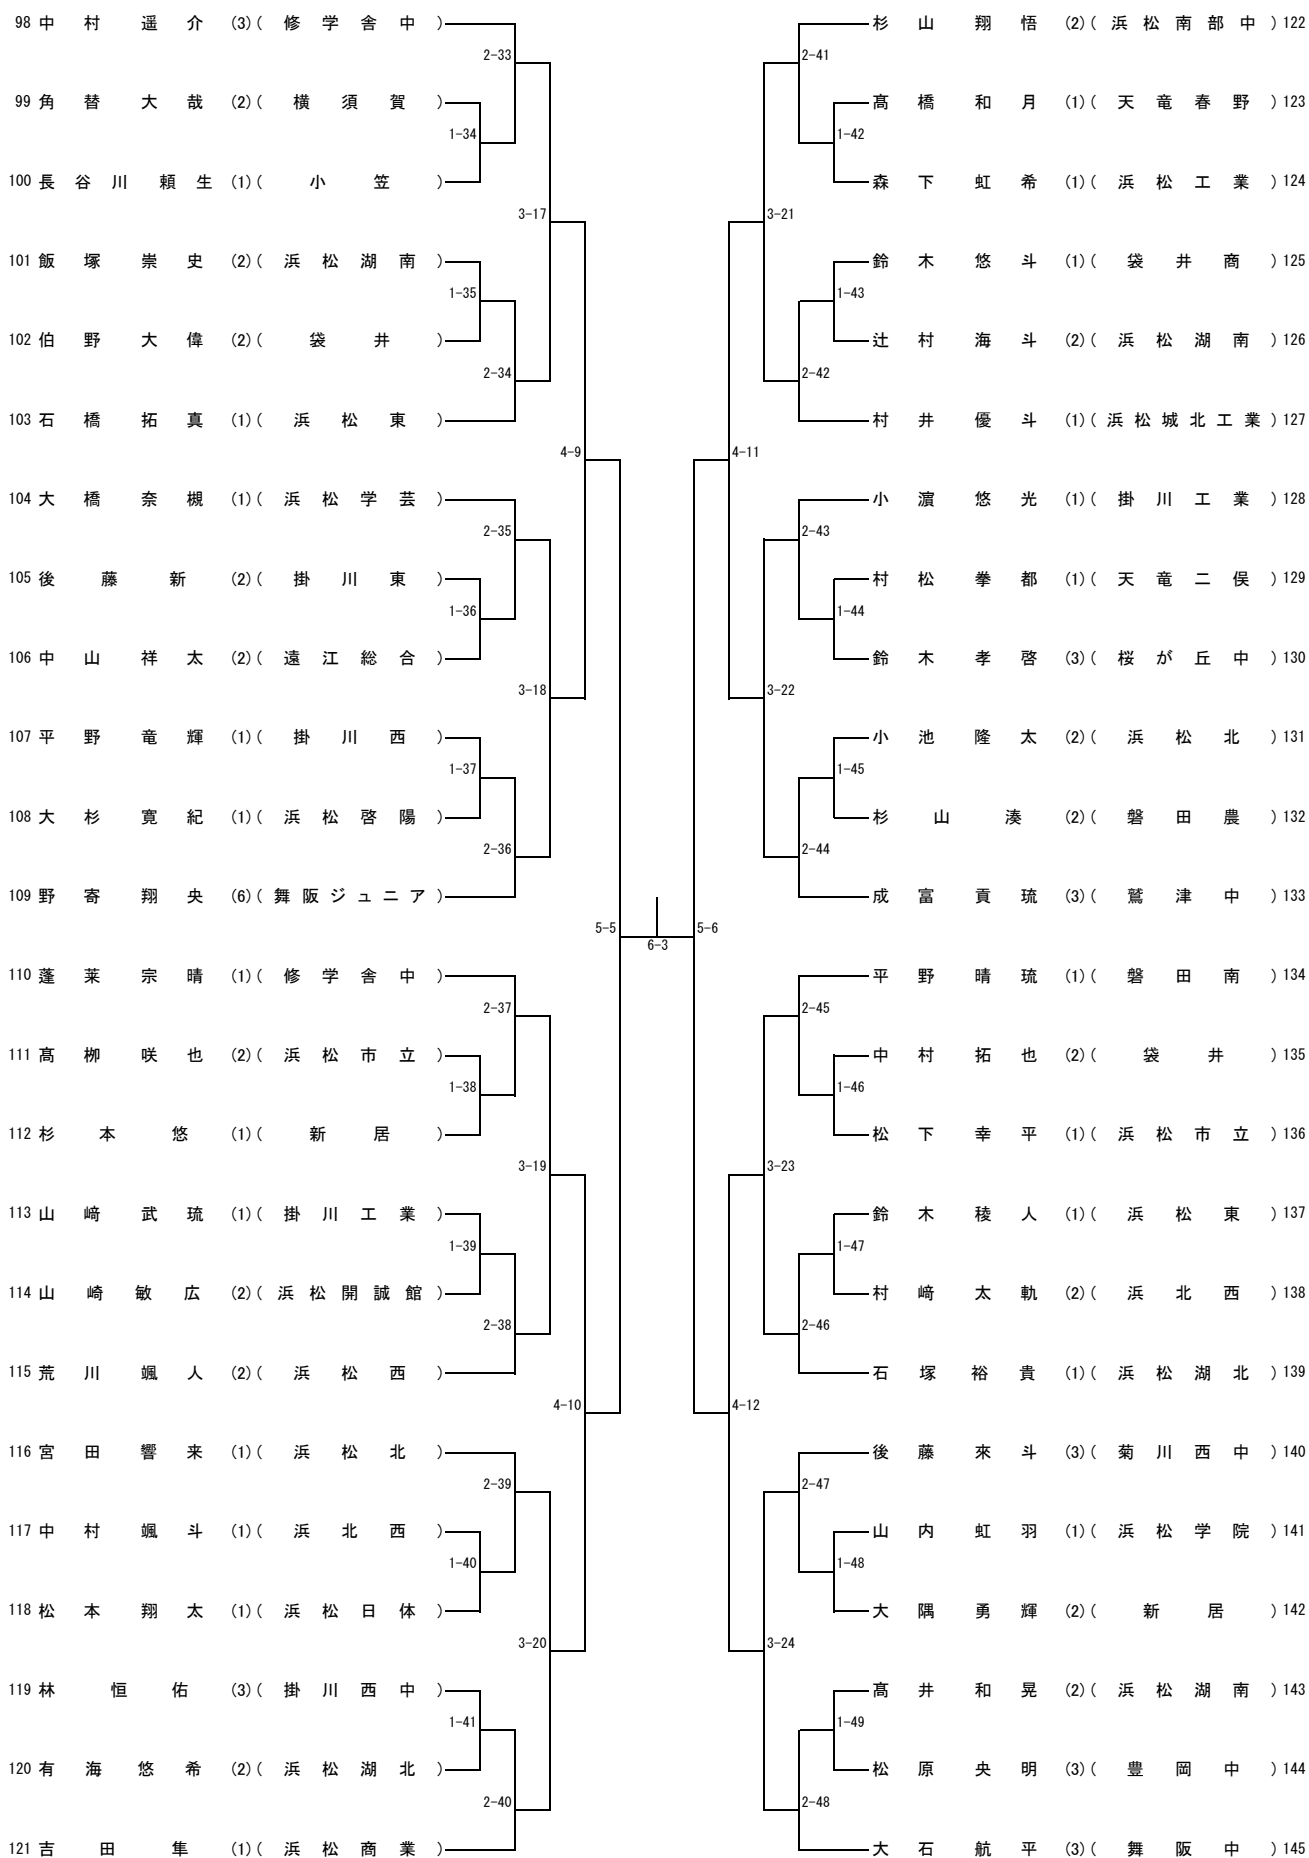 98 中村遥介 (3)(修学舎中)
2-33
99 角替大哉 (2)(横須賀)
1-34
100 長谷川頼生 (1)(小笠)
3-17
101 飯塚崇史 (2)(浜松湖南)
1-35
102 伯野大偉 (2)(袋井)
2-34
103 石橋拓真 (1)(浜松東)
4-9
104 大橋奈槻 (1)(浜松学芸)
2-35
105 後藤新 (2)(掛川東)
1-36
106 中山祥太 (2)(遠江総合)
3-18
107 平野竜輝 (1)(掛川西)
1-37
108 大杉寛紀 (1)(浜松啓陽)
2-36
109 野寄翔央 (6)(舞阪ジュニア)
5-5
110 蓬莱宗晴 (1)(修学舎中)
2-37
111 髙栁咲也 (2)(浜松市立)
1-38
112 杉本悠 (1)(新居)
3-19
113 山﨑武琉 (1)(掛川工業)
1-39
114 山崎敏広 (2)(浜松開誠館)
2-38
115 荒川颯人 (2)(浜松西)
4-10
116 宮田響来 (1)(浜松北)
2-39
117 中村颯斗 (1)(浜北西)
1-40
118 松本翔太 (1)(浜松日体)
3-20
119 林恒佑 (3)(掛川西中)
1-41
120 有海悠希 (2)(浜松湖北)
2-40
121 吉田隼 (1)(浜松商業)
6-3
杉山翔悟 (2)(浜松南部中) 122
2-41
髙橋和月 (1)(天竜春野) 123
1-42
森下虹希 (1)(浜松工業) 124
3-21
鈴木悠斗 (1)(袋井商) 125
1-43
辻村海斗 (2)(浜松湖南) 126
2-42
村井優斗 (1)(浜松城北工業) 127
4-11
小濵悠光 (1)(掛川工業) 128
2-43
村松拳都 (1)(天竜二俣) 129
1-44
鈴木孝啓 (3)(桜が丘中) 130
3-22
小池隆太 (2)(浜松北) 131
1-45
杉山湊 (2)(磐田農) 132
2-44
成富貢琉 (3)(鷲津中) 133
5-6
平野晴琉 (1)(磐田南) 134
2-45
中村拓也 (2)(袋井) 135
1-46
松下幸平 (1)(浜松市立) 136
3-23
鈴木稜人 (1)(浜松東) 137
1-47
村﨑太軌 (2)(浜北西) 138
2-46
石塚裕貴 (1)(浜松湖北) 139
4-12
後藤來斗 (3)(菊川西中) 140
2-47
山内虹羽 (1)(浜松学院) 141
1-48
大隅勇輝 (2)(新居) 142
3-24
髙井和晃 (2)(浜松湖南) 143
1-49
松原央明 (3)(豊岡中) 144
2-48
大石航平 (3)(舞阪中) 145